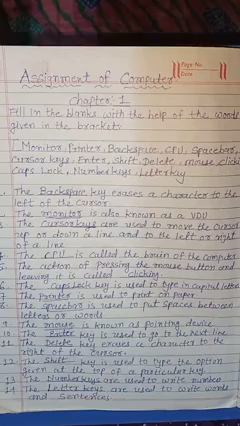 Page No
Date
Assignment of Computer
Chapter: 1
Fill in the blanks with the help of the words
given in the brackets
Monitor, Printer, Backspace, CPU, Spacebar,
Cursor keys, Enter, Shift, Delete, mouse, clicking
Caps Lock, Number keys, Letter key
1. The Backspace key erases a character to the
left of the cursor
2. The monitor is also known as a VDU
3. The Cursorkeys are used to move the cursor
up or down a line and to the left or right
of a line
4. The CPU is called the brain of the computer
5. The action of pressing the mouse button and
leaving it is called clicking.
6. The CapsLock key is used to type in capital letters
7. The Printer is used to print on paper.
8. The spacebar is used to put spaces between
letters or words
9. The mouse is known as pointing device
10. The Enter key is used to go to the next line
11. The Delete key erases a character to the
right of the cursor.
12. The Shift key is used to type the option
given at the top of a particular key.
13 The Numberkeys are used to write number
14 The Letter keys are used to write words
and sentences.